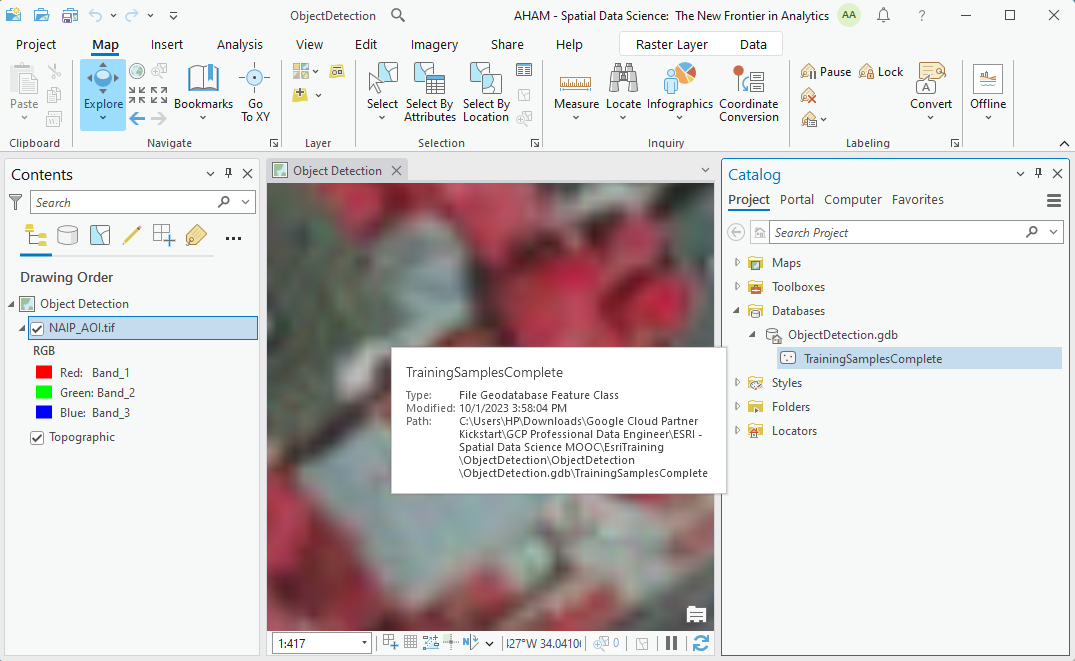 ObjectDetection
AHAM - Spatial Data Science: The New Frontier in Analytics
AA
?
Project
Map
Insert
Analysis
View
Edit
Imagery
Share
Help
Raster Layer
Data
Paste
Clipboard
Explore
Bookmarks
Go
To XY
Navigate
Layer
Select
Select By
Attributes
Select By
Location
Selection
Measure
Locate
Infographics
Coordinate
Conversion
Inquiry
Pause
Lock
Convert
Labeling
Offline
Contents
Search
Drawing Order
Object Detection
NAIP_AOI.tif
RGB
Red: Band_1
Green: Band_2
Blue: Band_3
Topographic
Object Detection
TrainingSamplesComplete
Type: File Geodatabase Feature Class
Modified: 10/1/2023 3:58:04 PM
Path: C:\Users\HP\Downloads\Google Cloud Partner
Kickstart\GCP Professional Data Engineer\ESRI -
Spatial Data Science MOOC\EsriTraining
\ObjectDetection\ObjectDetection
\ObjectDetection.gdb\TrainingSamplesComplete
1:417
27°W 34.0410
0
Catalog
Project
Portal
Computer
Favorites
Search Project
Maps
Toolboxes
Databases
ObjectDetection.gdb
TrainingSamplesComplete
Styles
Folders
Locators